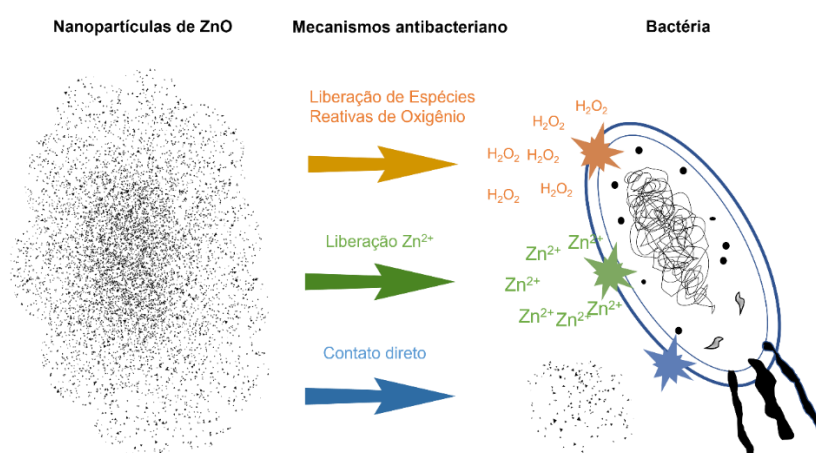 Nanopartículas de ZnO
Mecanismos antibacteriano
Bactéria
Liberação de Espécies
Reativas de Oxigênio
H₂O₂
H₂O₂
H₂O₂ H₂O₂
H₂O₂
H₂O₂
Liberação Zn²⁺
Zn²⁺
Zn²⁺
Zn²⁺
Zn²⁺
Zn²⁺ Zn²⁺
Contato direto